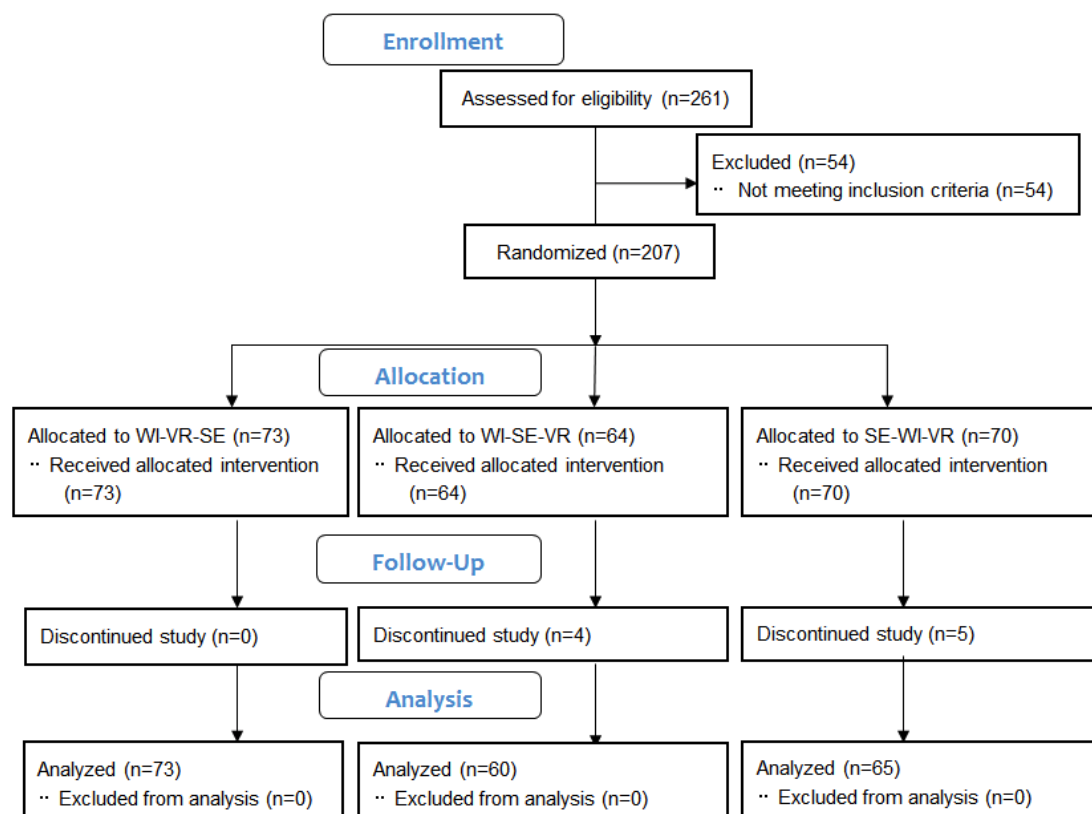 Enrollment
Assessed for eligibility (n=261)
Excluded (n=54)
·· Not meeting inclusion criteria (n=54)
Randomized (n=207)
Allocation
Allocated to WI-VR-SE (n=73)
·· Received allocated intervention
(n=73)
Allocated to WI-SE-VR (n=64)
·· Received allocated intervention
(n=64)
Allocated to SE-WI-VR (n=70)
·· Received allocated intervention
(n=70)
Follow-Up
Discontinued study (n=0)
Discontinued study (n=4)
Discontinued study (n=5)
Analysis
Analyzed (n=73)
·· Excluded from analysis (n=0)
Analyzed (n=60)
·· Excluded from analysis (n=0)
Analyzed (n=65)
·· Excluded from analysis (n=0)